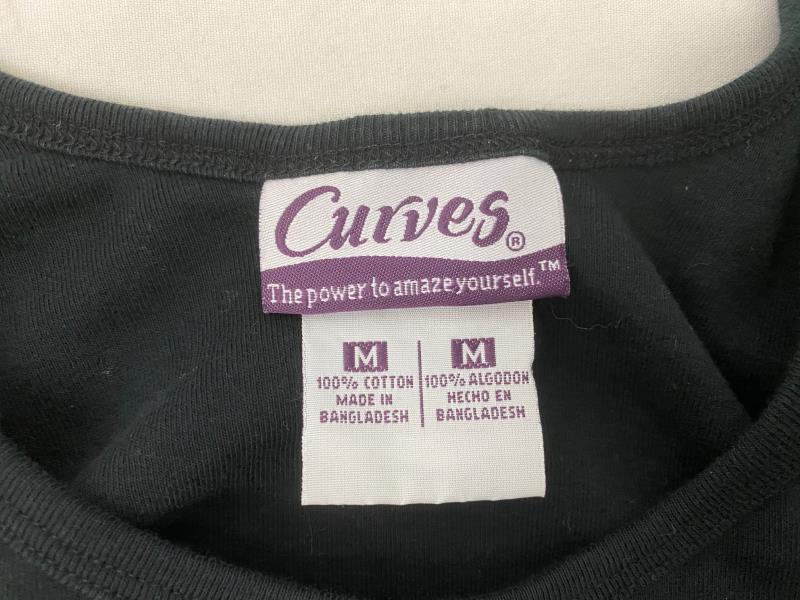 Curves®
The power to amaze yourself.™
M
100% COTTON
MADE IN
BANGLADESH
M
100% ALGODON
HECHO EN
BANGLADESH